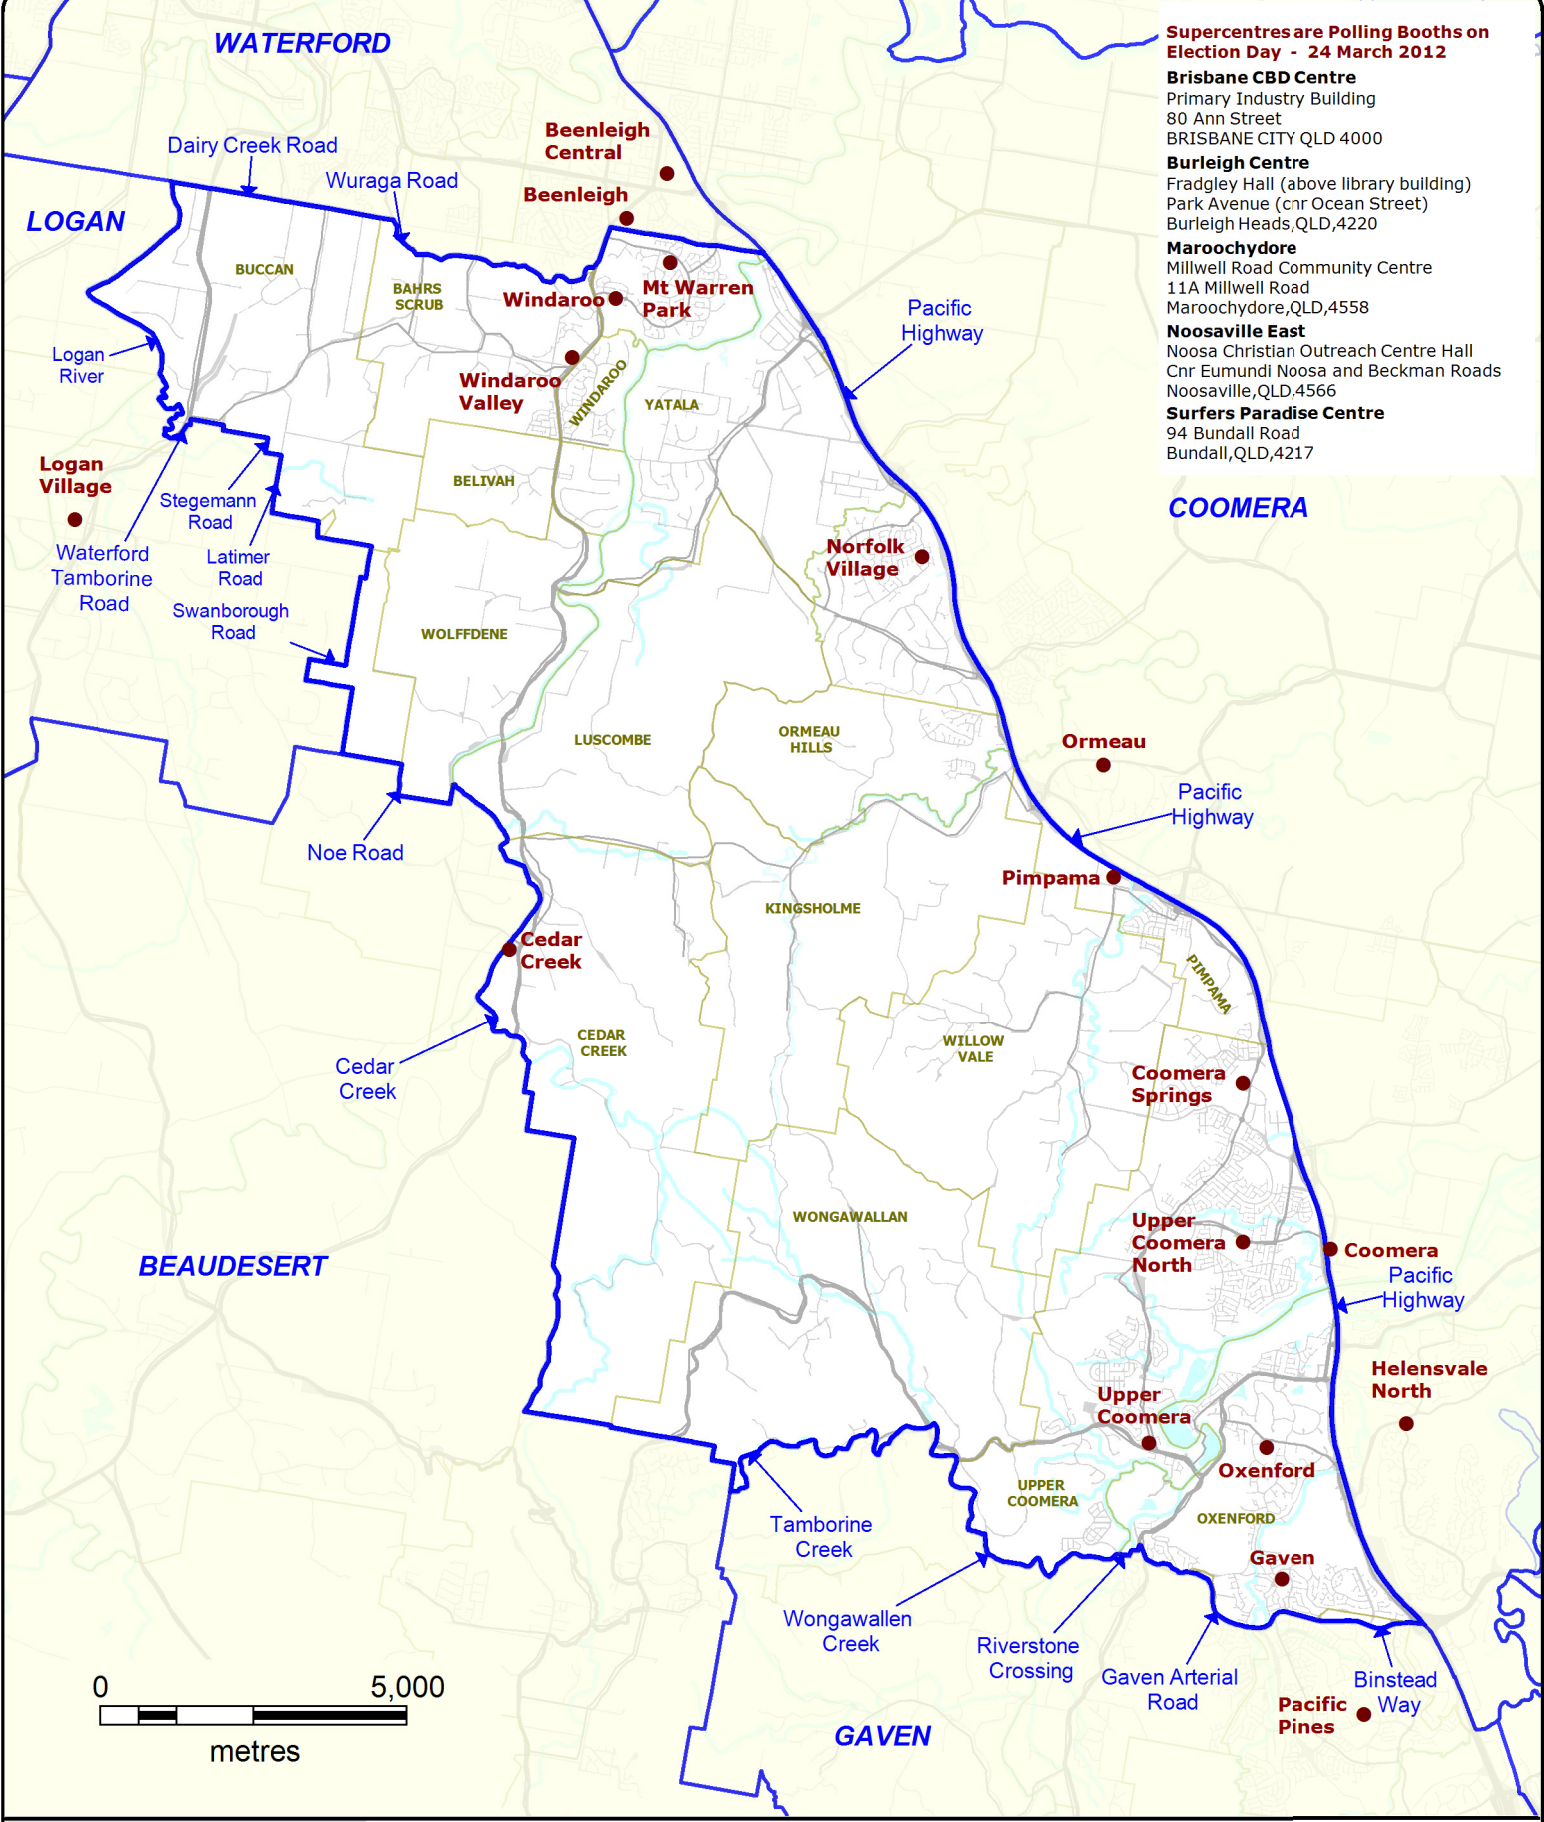 WATERFORD
Supercentres are Polling Booths on
Election Day - 24 March 2012
Brisbane CBD Centre
Primary Industry Building
80 Ann Street
BRISBANE CITY QLD 4000
Burleigh Centre
Fradgley Hall (above library building)
Park Avenue (cnr Ocean Street)
Burleigh Heads,QLD,4220
Maroochydore
Millwell Road Community Centre
11A Millwell Road
Maroochydore,QLD,4558
Noosaville East
Noosa Christian Outreach Centre Hall
Cnr Eumundi Noosa and Beckman Roads
Noosaville,QLD,4566
Surfers Paradise Centre
94 Bundall Road
Bundall,QLD,4217
Beenleigh
Central
Dairy Creek Road
Wuraga Road
Beenleigh
LOGAN
BUCCAN
BAHRS
SCRUB
Windaroo
Mt Warren
Park
Pacific
Highway
Logan
River
Windaroo
Valley
WINDAROO
YATALA
Logan
Village
BELIVAH
Stegemann
Road
COOMERA
Waterford
Tamborine
Road
Latimer
Road
Norfolk
Village
Swanborough
Road
WOLFFDENE
LUSCOMBE
ORMEAU
HILLS
Ormeau
Pacific
Highway
Noe Road
Pimpama
KINGSHOLME
Cedar
Creek
PIMPAMA
CEDAR
CREEK
WILLOW
VALE
Cedar
Creek
Coomera
Springs
WONGAWALLAN
Upper
Coomera
North
Coomera
Pacific
Highway
BEAUDESERT
Helensvale
North
Upper
Coomera
Oxenford
UPPER
COOMERA
OXENFORD
Tamborine
Creek
Gaven
Wongawallen
Creek
Riverstone
Crossing
Gaven Arterial
Road
Binstead
Way
0 5,000
metres
Pacific
Pines
GAVEN